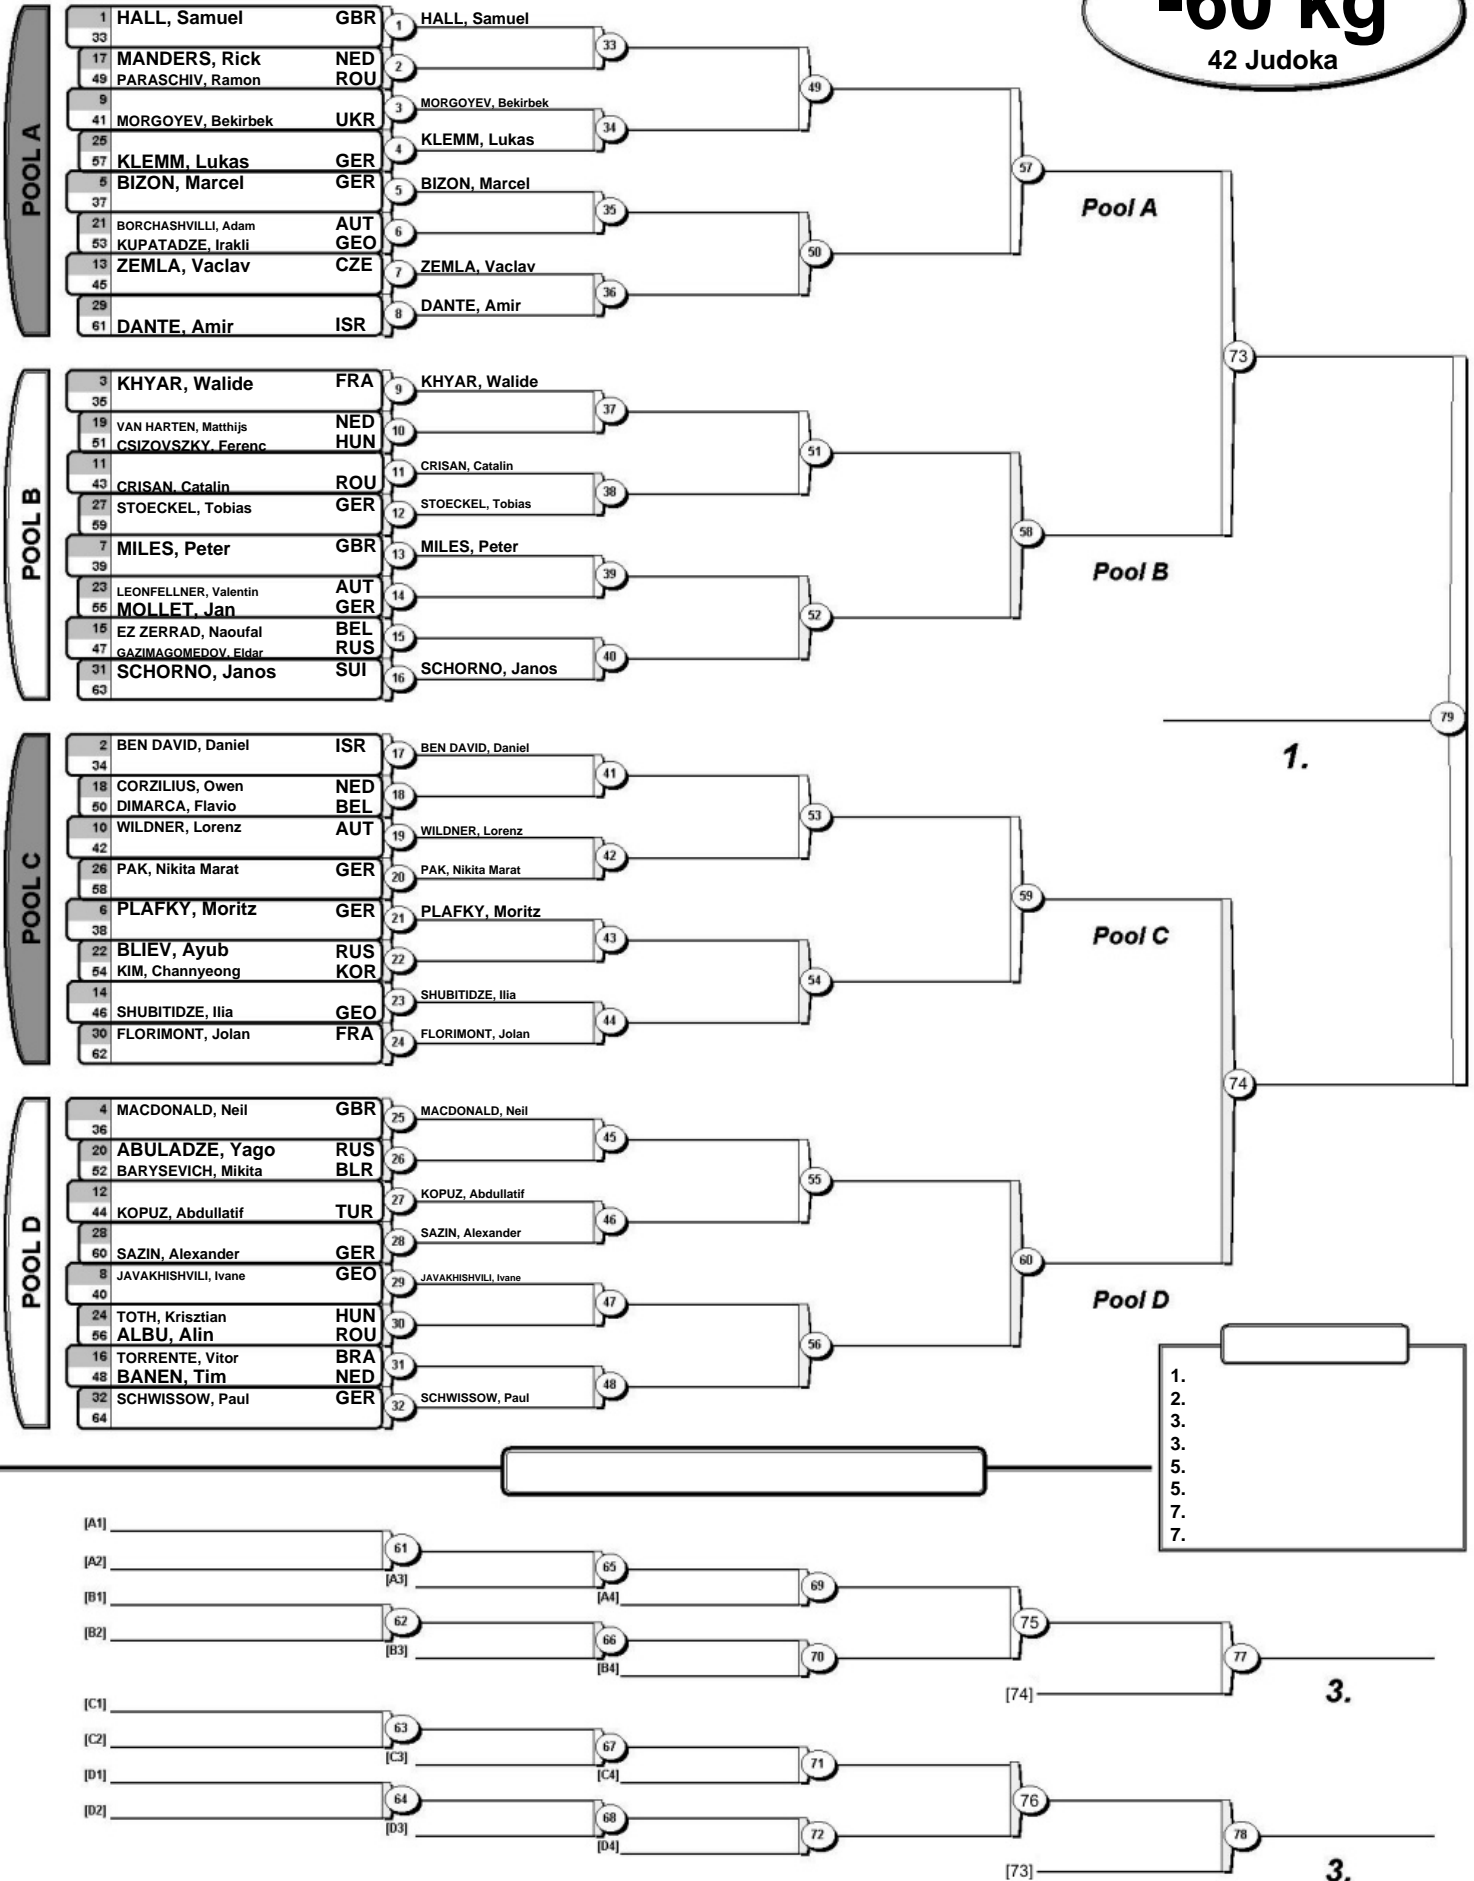 -60 kg
42 Judoka
POOL A
1 HALL, Samuel GBR 1 HALL, Samuel
33
33
17 MANDERS, Rick NED 2
49 PARASCHIV, Ramon ROU
49
9
3 MORGOYEV, Bekirbek
41 MORGOYEV, Bekirbek UKR
34
25
4 KLEMM, Lukas
57 KLEMM, Lukas GER
57
Pool A
5 BIZON, Marcel GER 5 BIZON, Marcel
37
35
21 BORCHASHVILLI, Adam AUT 6
53 KUPATADZE, Irakli GEO
50
13 ZEMLA, Vaclav CZE 7 ZEMLA, Vaclav
45
36
29
8 DANTE, Amir
61 DANTE, Amir ISR
73
POOL B
3 KHYAR, Walide FRA 9 KHYAR, Walide
35
37
19 VAN HARTEN, Matthijs NED 10
51 CSIZOVSZKY, Ferenc HUN
51
11
11 CRISAN, Catalin
43 CRISAN, Catalin ROU
38
27 STOECKEL, Tobias GER 12 STOECKEL, Tobias
59
58
Pool B
7 MILES, Peter GBR 13 MILES, Peter
39
39
23 LEONFELLNER, Valentin AUT 14
55 MOLLET, Jan GER
52
15 EZ ZERRAD, Naoufal BEL 15
47 GAZIMAGOMEDOV, Eldar RUS
40
31 SCHORNO, Janos SUI 16 SCHORNO, Janos
63
79
1.
POOL C
2 BEN DAVID, Daniel ISR 17 BEN DAVID, Daniel
34
41
18 CORZILIUS, Owen NED 18
50 DIMARCA, Flavio BEL
53
10 WILDNER, Lorenz AUT 19 WILDNER, Lorenz
42
42
26 PAK, Nikita Marat GER 20 PAK, Nikita Marat
58
59
Pool C
6 PLAFKY, Moritz GER 21 PLAFKY, Moritz
38
43
22 BLIEV, Ayub RUS 22
54 KIM, Channyeong KOR
54
14
23 SHUBITIDZE, Ilia
46 SHUBITIDZE, Ilia GEO
44
30 FLORIMONT, Jolan FRA 24 FLORIMONT, Jolan
62
74
POOL D
4 MACDONALD, Neil GBR 25 MACDONALD, Neil
36
45
20 ABULADZE, Yago RUS 26
52 BARYSEVICH, Mikita BLR
55
12
27 KOPUZ, Abdullatif
44 KOPUZ, Abdullatif TUR
46
28
28 SAZIN, Alexander
60 SAZIN, Alexander GER
60
Pool D
8 JAVAKHISHVILI, Ivane GEO 29 JAVAKHISHVILI, Ivane
40
47
24 TOTH, Krisztian HUN 30
56 ALBU, Alin ROU
56
16 TORRENTE, Vitor BRA 31
48 BANEN, Tim NED
48
32 SCHWISSOW, Paul GER 32 SCHWISSOW, Paul
64
1.
2.
3.
3.
5.
5.
7.
7.
[A1]
61
[A2]
[A3]
65
[A4]
69
[B1]
62
[B2]
[B3]
66
[B4]
70
75
[74]
77
3.
[C1]
63
[C2]
[C3]
67
[C4]
71
[D1]
64
[D2]
[D3]
68
[D4]
72
76
[73]
78
3.